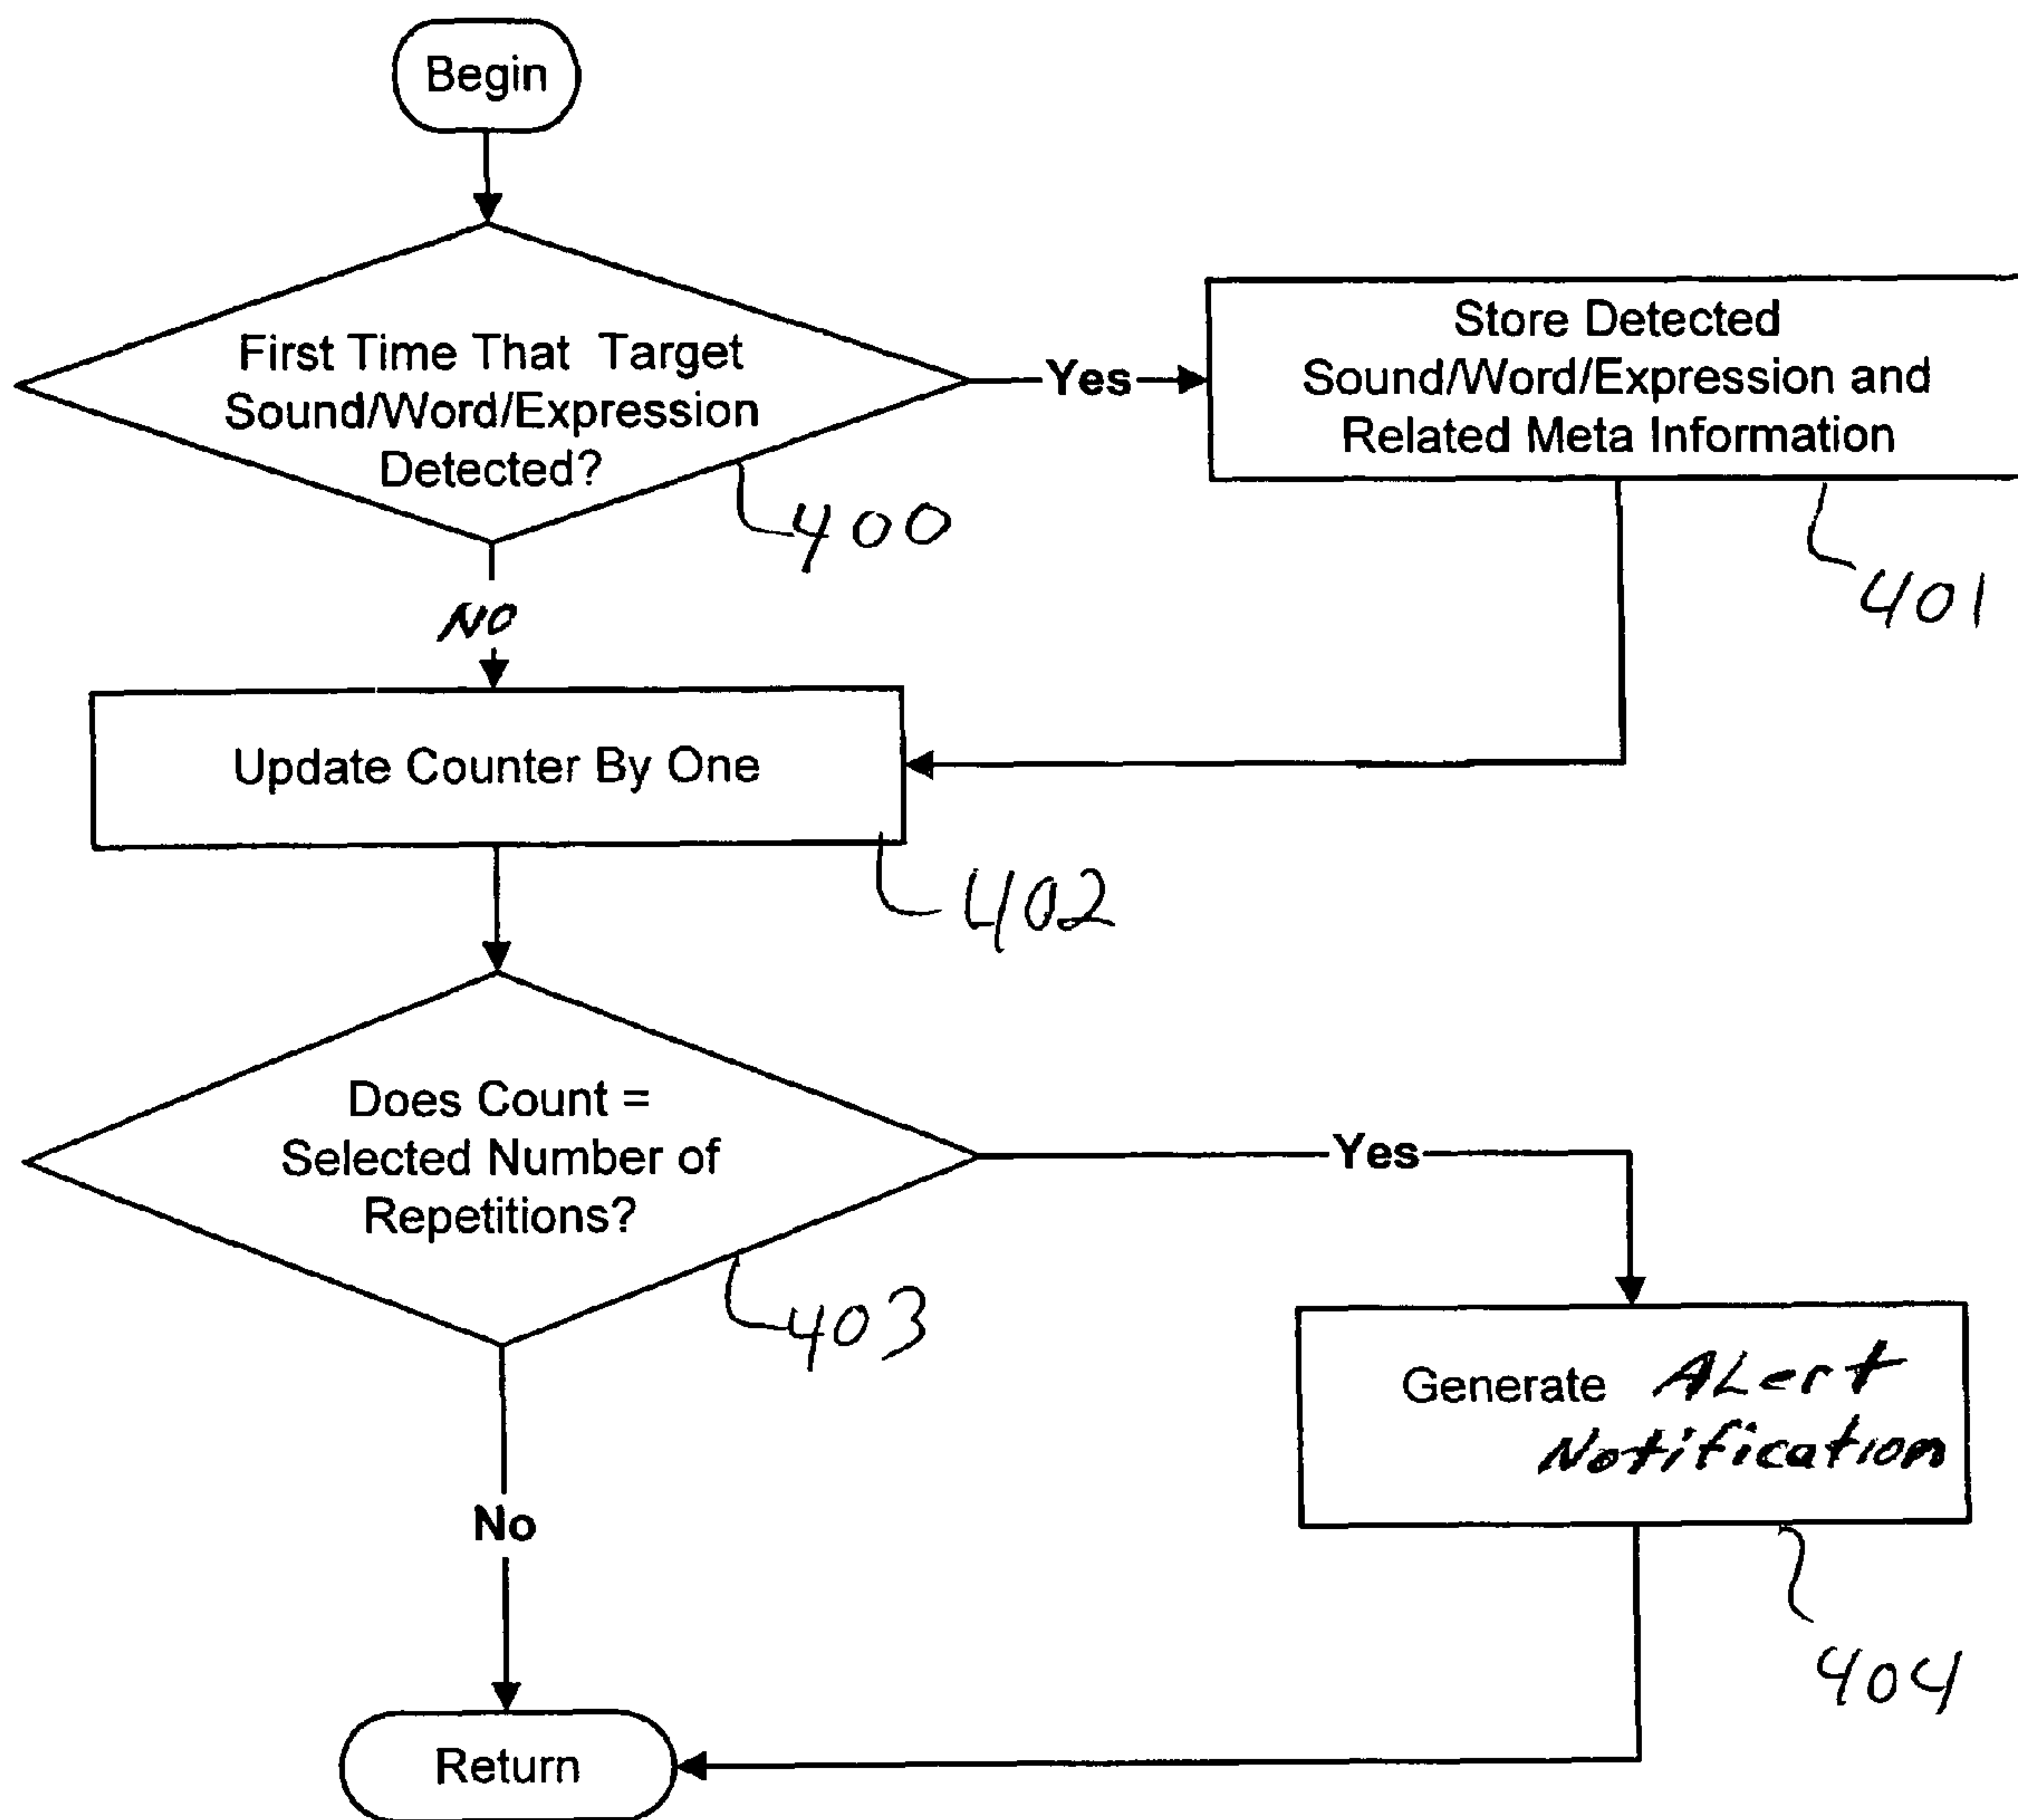 Begin
First Time That Target
Sound/Word/Expression
Detected?
400
Yes
Store Detected
Sound/Word/Expression and
Related Meta Information
401
NO
Update Counter By One
402
Does Count =
Selected Number of
Repetitions?
403
Yes
Generate ALert
Notification
404
No
Return